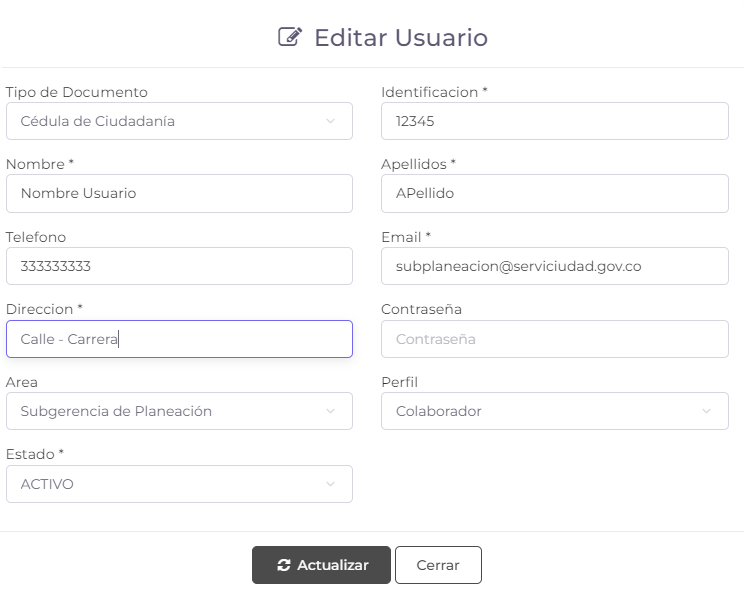 Editar Usuario
Tipo de Documento
Identificacion *
Cédula de Ciudadanía
12345
Nombre *
Apellidos *
Nombre Usuario
APellido
Telefono
Email *
333333333
subplaneacion@serviciudad.gov.co
Direccion *
Contraseña
Calle - Carrera
Contraseña
Area
Perfil
Subgerencia de Planeación
Colaborador
Estado *
ACTIVO
Actualizar
Cerrar